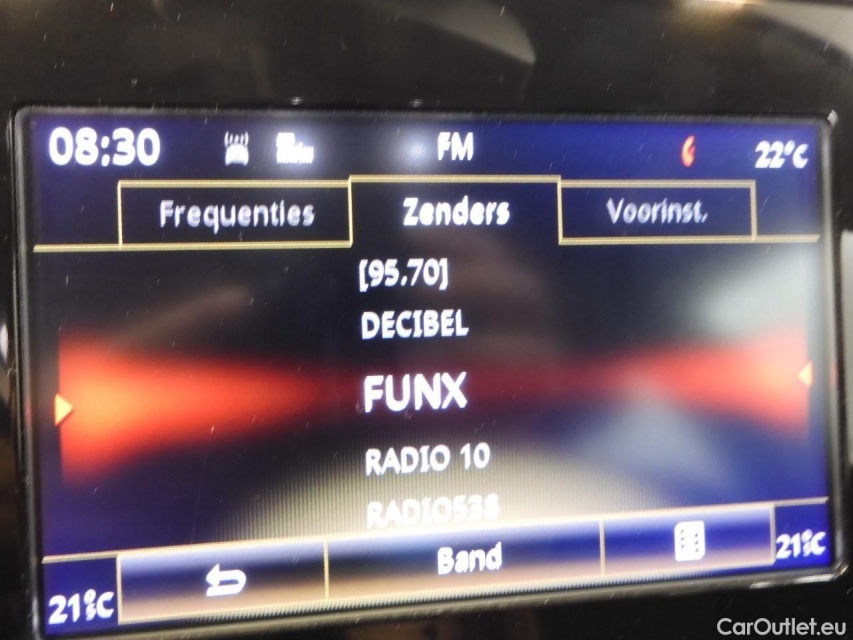 08:30 FM 22°C
Frequenties Zenders Voorinst.
[95.70]
DECIBEL
FUNX
RADIO 10
RADIO538
21°C Band 21°C
CarOutlet.eu